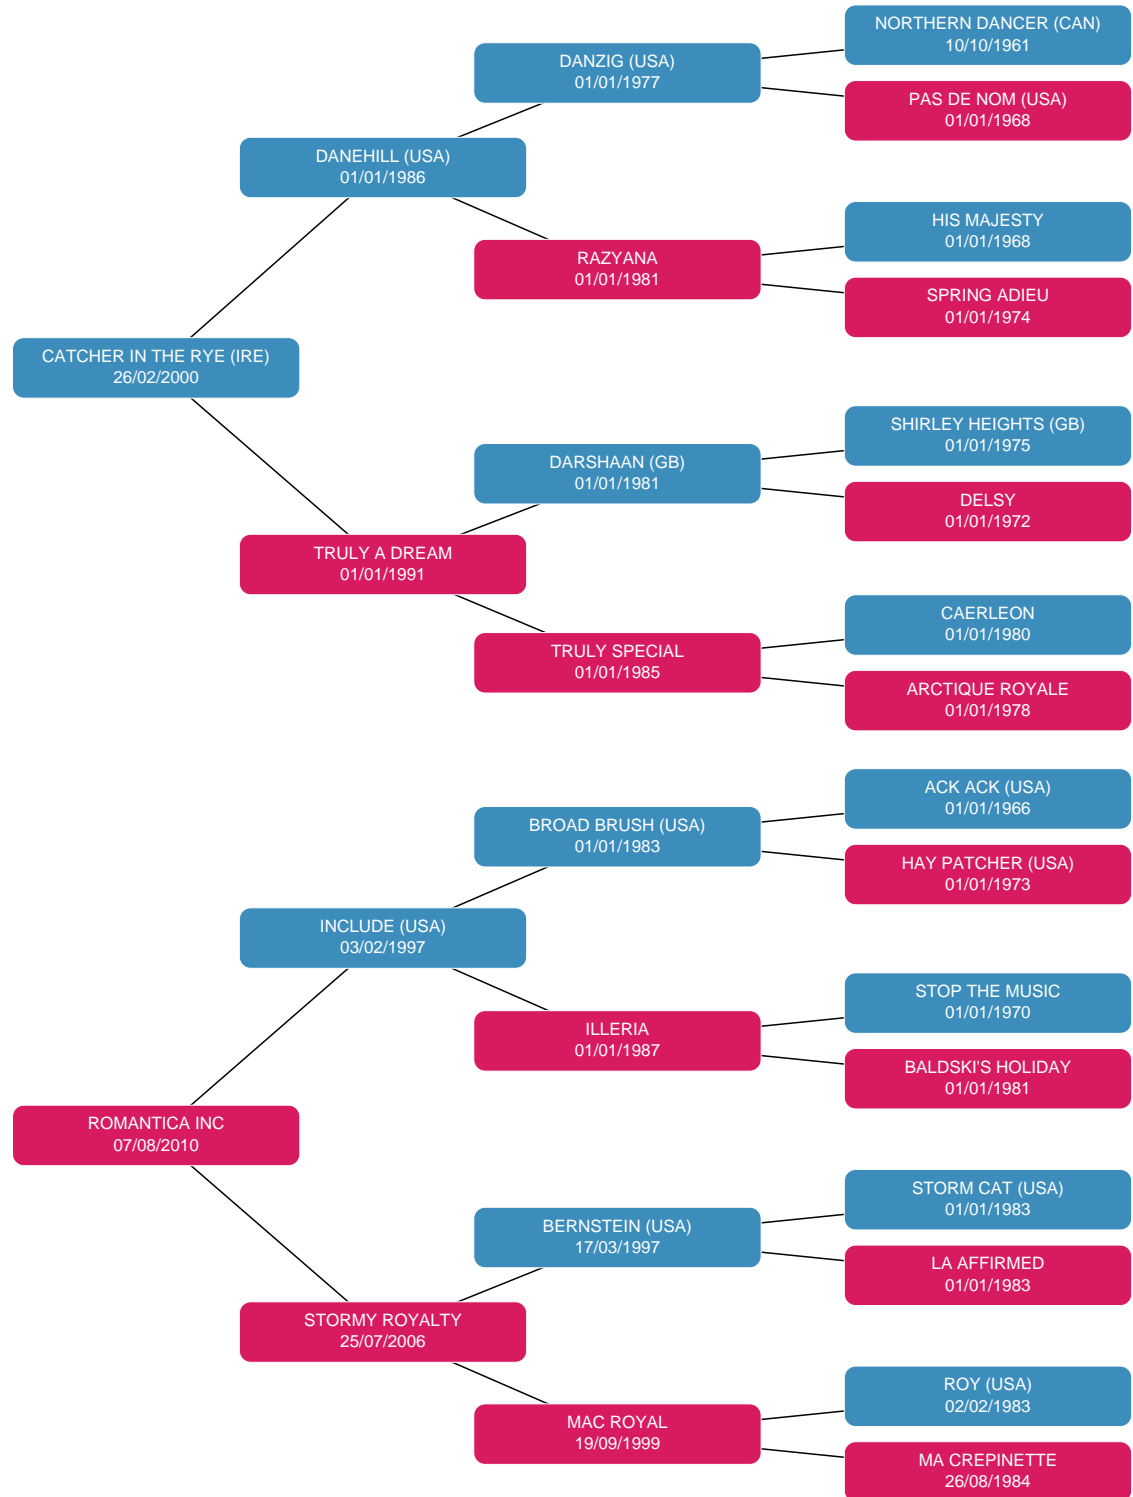 NORTHERN DANCER (CAN)
10/10/1961
DANZIG (USA)
01/01/1977
PAS DE NOM (USA)
01/01/1968
DANEHILL (USA)
01/01/1986
HIS MAJESTY
01/01/1968
RAZYANA
01/01/1981
SPRING ADIEU
01/01/1974
CATCHER IN THE RYE (IRE)
26/02/2000
SHIRLEY HEIGHTS (GB)
01/01/1975
DARSHAAN (GB)
01/01/1981
DELSY
01/01/1972
TRULY A DREAM
01/01/1991
CAERLEON
01/01/1980
TRULY SPECIAL
01/01/1985
ARCTIQUE ROYALE
01/01/1978
ACK ACK (USA)
01/01/1966
BROAD BRUSH (USA)
01/01/1983
HAY PATCHER (USA)
01/01/1973
INCLUDE (USA)
03/02/1997
STOP THE MUSIC
01/01/1970
ILLERIA
01/01/1987
BALDSKI'S HOLIDAY
01/01/1981
ROMANTICA INC
07/08/2010
STORM CAT (USA)
01/01/1983
BERNSTEIN (USA)
17/03/1997
LA AFFIRMED
01/01/1983
STORMY ROYALTY
25/07/2006
ROY (USA)
02/02/1983
MAC ROYAL
19/09/1999
MA CREPINETTE
26/08/1984